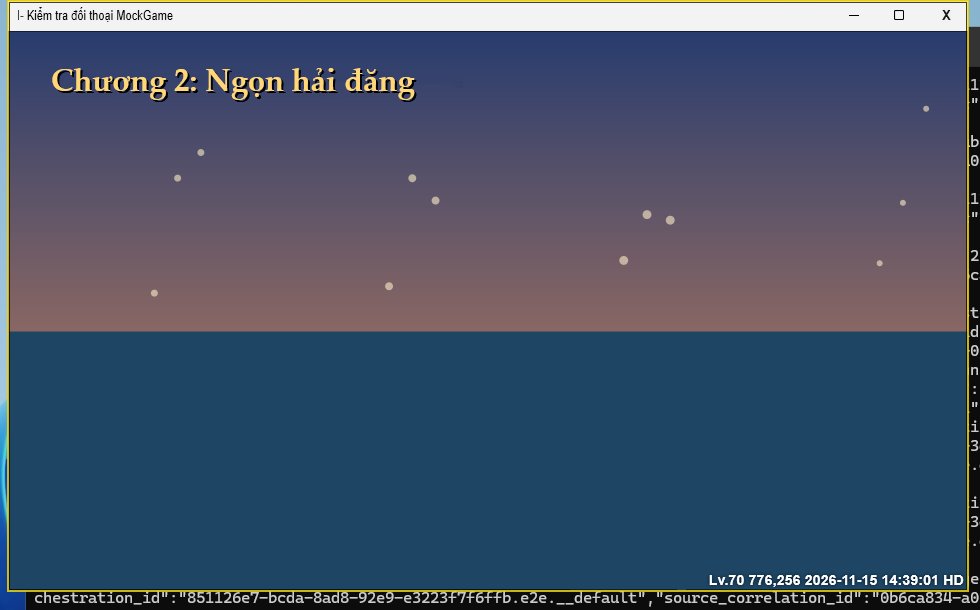 Kiểm tra đối thoại MockGame
Chương 2: Ngọn hải đăng
Lv.70 776,256 2026-11-15 14:39:01 HD
chestration_id":"851126e7-bcda-8ad8-92e9-e3223f7f6ffb.e2e.__default","source_correlation_id":"0b6ca834-a